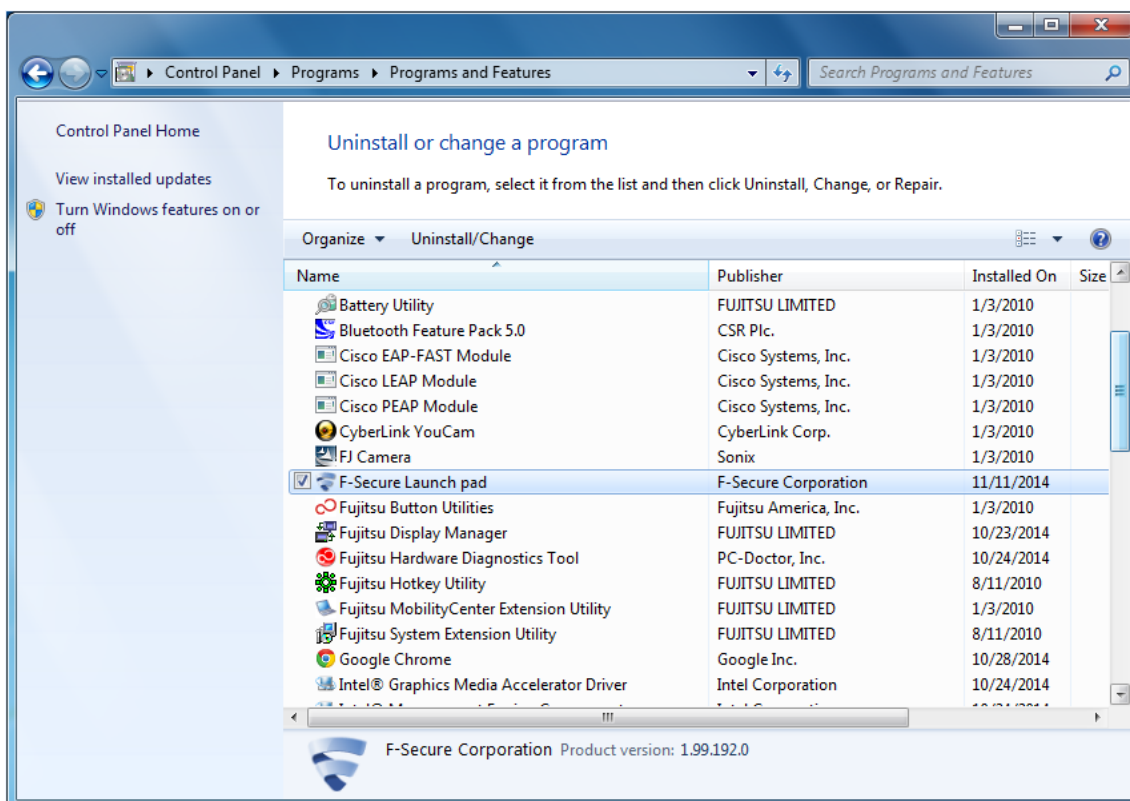 Control Panel Programs Programs and Features Search Programs and Features
Control Panel Home
View installed updates
Turn Windows features on or
off
Uninstall or change a program
To uninstall a program, select it from the list and then click Uninstall, Change, or Repair.
Organize Uninstall/Change
Name Publisher Installed On Size
Battery Utility FUJITSU LIMITED 1/3/2010
Bluetooth Feature Pack 5.0 CSR Plc. 1/3/2010
Cisco EAP-FAST Module Cisco Systems, Inc. 1/3/2010
Cisco LEAP Module Cisco Systems, Inc. 1/3/2010
Cisco PEAP Module Cisco Systems, Inc. 1/3/2010
CyberLink YouCam CyberLink Corp. 1/3/2010
FJ Camera Sonix 1/3/2010
F-Secure Launch pad F-Secure Corporation 11/11/2014
Fujitsu Button Utilities Fujitsu America, Inc. 1/3/2010
Fujitsu Display Manager FUJITSU LIMITED 10/23/2014
Fujitsu Hardware Diagnostics Tool PC-Doctor, Inc. 10/24/2014
Fujitsu Hotkey Utility FUJITSU LIMITED 8/11/2010
Fujitsu MobilityCenter Extension Utility FUJITSU LIMITED 1/3/2010
Fujitsu System Extension Utility FUJITSU LIMITED 8/11/2010
Google Chrome Google Inc. 10/28/2014
Intel® Graphics Media Accelerator Driver Intel Corporation 10/24/2014
F-Secure Corporation Product version: 1.99.192.0